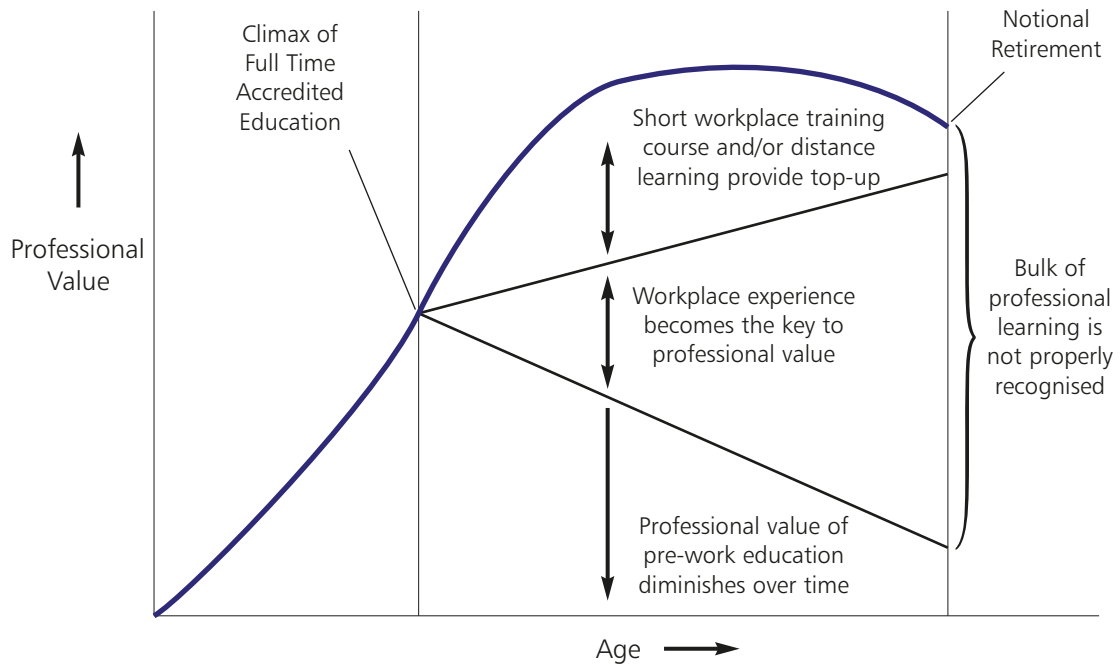 Climax of
Full Time
Accredited
Education
Notional
Retirement
Short workplace training
course and/or distance
learning provide top-up
Professional
Value
Workplace experience
becomes the key to
professional value
Bulk of
professional
learning is
not properly
recognised
Professional value of
pre-work education
diminishes over time
Age